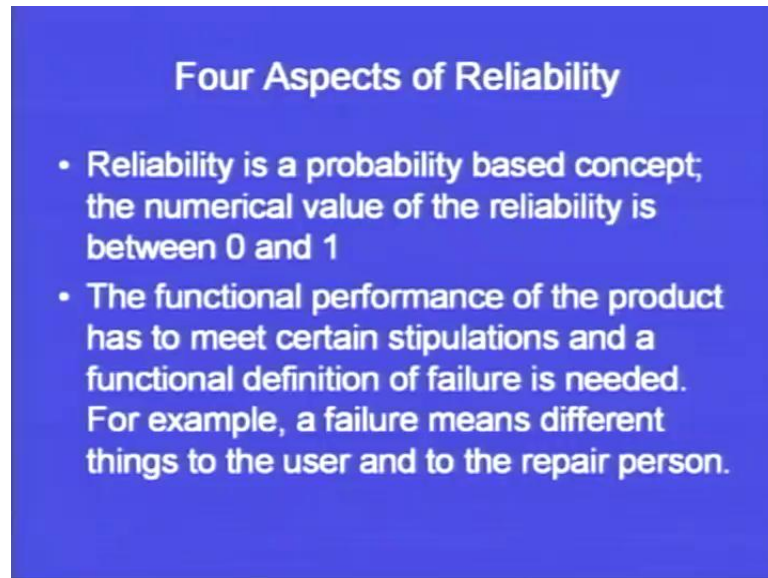 Four Aspects of Reliability
• Reliability is a probability based concept;
the numerical value of the reliability is
between 0 and 1
• The functional performance of the product
has to meet certain stipulations and a
functional definition of failure is needed.
For example, a failure means different
things to the user and to the repair person.